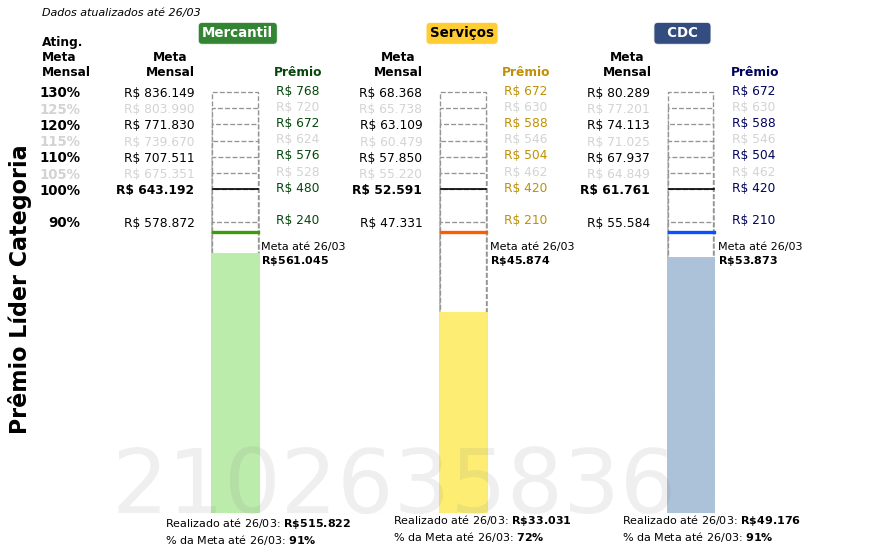 Dados atualizados até 26/03
Mercantil Serviços CDC
Ating. Meta Mensal Meta Mensal Prêmio Meta Mensal Prêmio Meta Mensal Prêmio
130% R$ 836.149 R$ 768 R$ 68.368 R$ 672 R$ 80.289 R$ 672
125% R$ 803.990 R$ 720 R$ 65.738 R$ 630 R$ 77.201 R$ 630
120% R$ 771.830 R$ 672 R$ 63.109 R$ 588 R$ 74.113 R$ 588
115% R$ 739.670 R$ 624 R$ 60.479 R$ 546 R$ 71.025 R$ 546
110% R$ 707.511 R$ 576 R$ 57.850 R$ 504 R$ 67.937 R$ 504
105% R$ 675.351 R$ 528 R$ 55.220 R$ 462 R$ 64.849 R$ 462
100% R$ 643.192 R$ 480 R$ 52.591 R$ 420 R$ 61.761 R$ 420
90% R$ 578.872 R$ 240 R$ 47.331 R$ 210 R$ 55.584 R$ 210
Meta até 26/03 Meta até 26/03 Meta até 26/03
R$561.045 R$45.874 R$53.873
Prêmio Líder Categoria
2102635836
Realizado até 26/03: R$515.822 Realizado até 26/03: R$33.031 Realizado até 26/03: R$49.176
% da Meta até 26/03: 91% % da Meta até 26/03: 72% % da Meta até 26/03: 91%